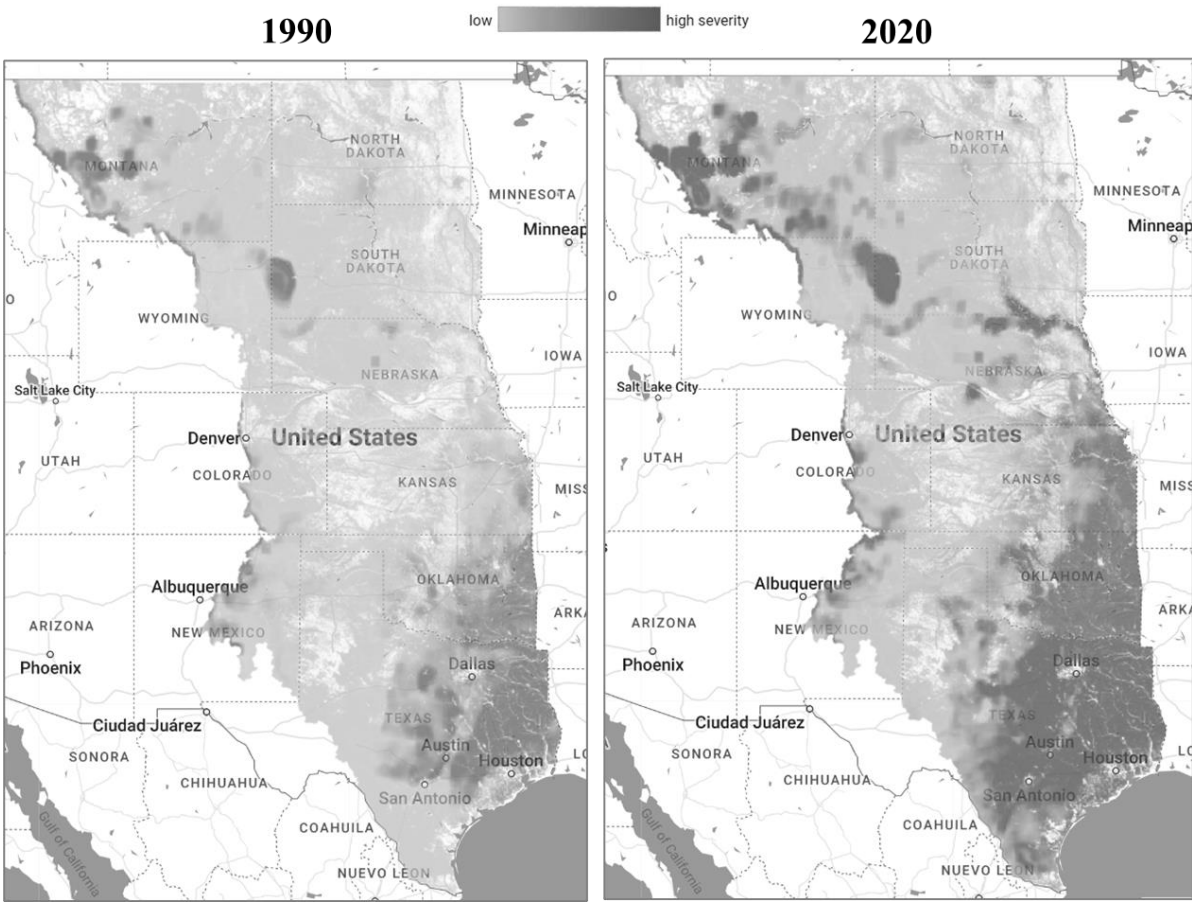 low high severity
1990
2020
NORTH
DAKOTA
MONTANA
MINNESOTA
Minneap
SOUTH
DAKOTA
O
WYOMING
IOWA
Salt Lake City
NEBRASKA
Denver
United States
UTAH
COLORADO
KANSAS
MISS
Albuquerque
OKLAHOMA
ARIZONA
ARKA
NEW MEXICO
Phoenix
Dallas
TEXAS
Ciudad Juárez
Austin
SONORA
Houston
LO
CHIHUAHUA
San Antonio
COAHUILA
Gulf of California
NUEVO LEON
NORTH
DAKOTA
MONTANA
MINNESOTA
Minneap
SOUTH
DAKOTA
O
WYOMING
IOWA
Salt Lake City
NEBRASKA
Denver
United States
UTAH
COLORADO
KANSAS
MISS
s
Albuquerque
OKLAHOMA
ARIZONA
ARKA
NEW MEXICO
Phoenix
Dallas
TEXAS
Ciudad Juárez
Austin
SONORA
Houston
LO
CHIHUAHUA
San Antonio
COAHUILA
Gulf of California
NUEVO LEON